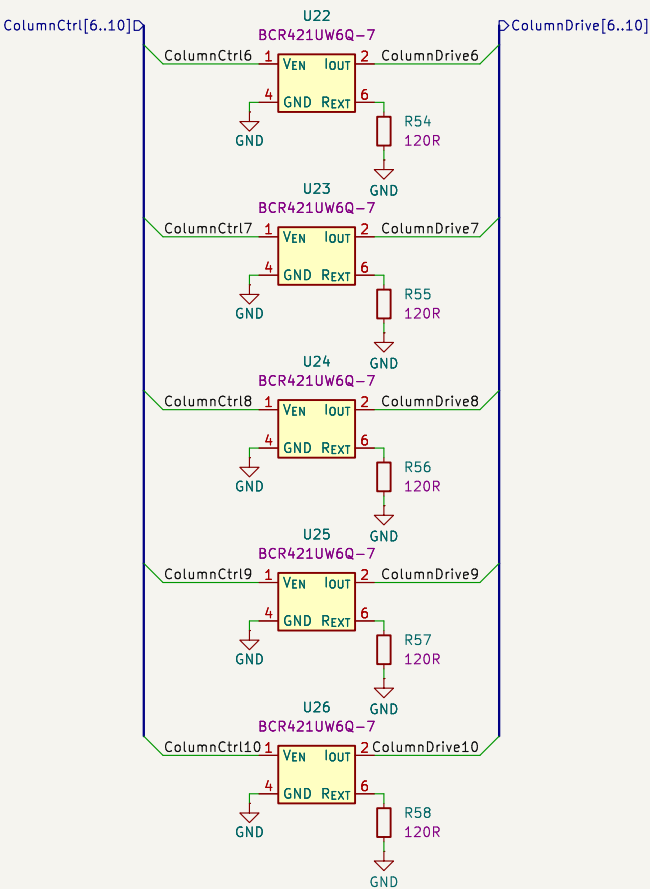 U22
ColumnCtrl[6..10] ColumnDrive[6..10]
BCR421UW6Q-7
ColumnCtrl6 1 VEN IOUT 2 ColumnDrive6
4 GND REXT 6
R54
GND 120R
GND
U23
BCR421UW6Q-7
ColumnCtrl7 1 VEN IOUT 2 ColumnDrive7
4 GND REXT 6
R55
GND 120R
GND
U24
BCR421UW6Q-7
ColumnCtrl8 1 VEN IOUT 2 ColumnDrive8
4 GND REXT 6
R56
GND 120R
GND
U25
BCR421UW6Q-7
ColumnCtrl9 1 VEN IOUT 2 ColumnDrive9
4 GND REXT 6
R57
GND 120R
GND
U26
BCR421UW6Q-7
ColumnCtrl10 1 VEN IOUT 2 ColumnDrive10
4 GND REXT 6
R58
GND 120R
GND